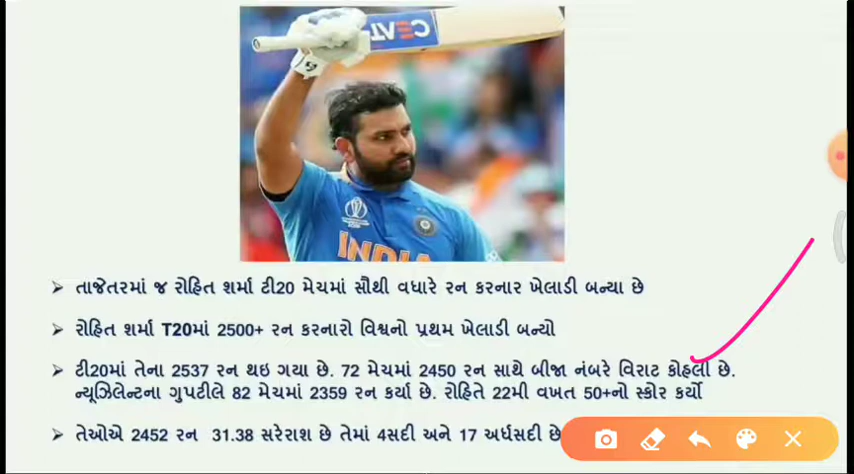 CEAT
INDIA
➢ તાજેતરમાં જ રોહિત શર્મા ટી20 મેચમાં સૌથી વધારે રન કરનાર ખેલાડી બન્યા છે
➢ રોહિત શર્મા T20માં 2500+ રન કરનારો વિશ્વનો પ્રથમ ખેલાડી બન્યો
➢ ટી20માં તેના 2537 રન થઇ ગયા છે. 72 મેચમાં 2450 રન સાથે બીજા નંબરે વિરાટ કોહલી છે.
ન્યૂઝિલેન્ટના ગુપટીલે 82 મેચમાં 2359 રન કર્યા છે. રોહિતે 22મી વખત 50+નો સ્કોર કર્યો
➢ તેઓએ 2452 રન 31.38 સરેરાશ છે તેમાં 4સદી અને 17 અર્ધસદી છે